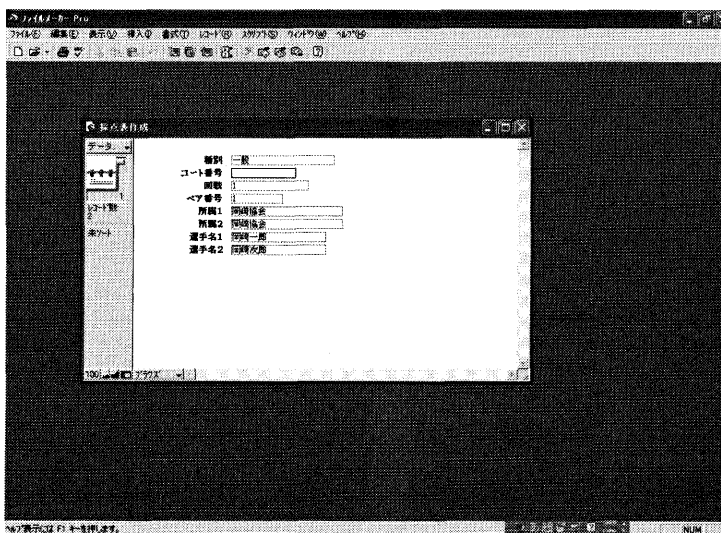 ファイルメーカー Pro
ファイル(F) 編集(E) 表示(V) 挿入(I) 書式(T) レコード(R) スクリプト(S) ウィンドウ(W) ヘルプ(H)
採点表作成
データ
種別 一般
コート番号
回数 1
ペア番号 1
所属1 岡崎協会
所属2 岡崎協会
選手名1 岡崎一郎
選手名2 岡崎次郎
1
レコード数:
2
未ソート
100 ブラウズ
ヘルプ表示には F1 キーを押します。
NUM